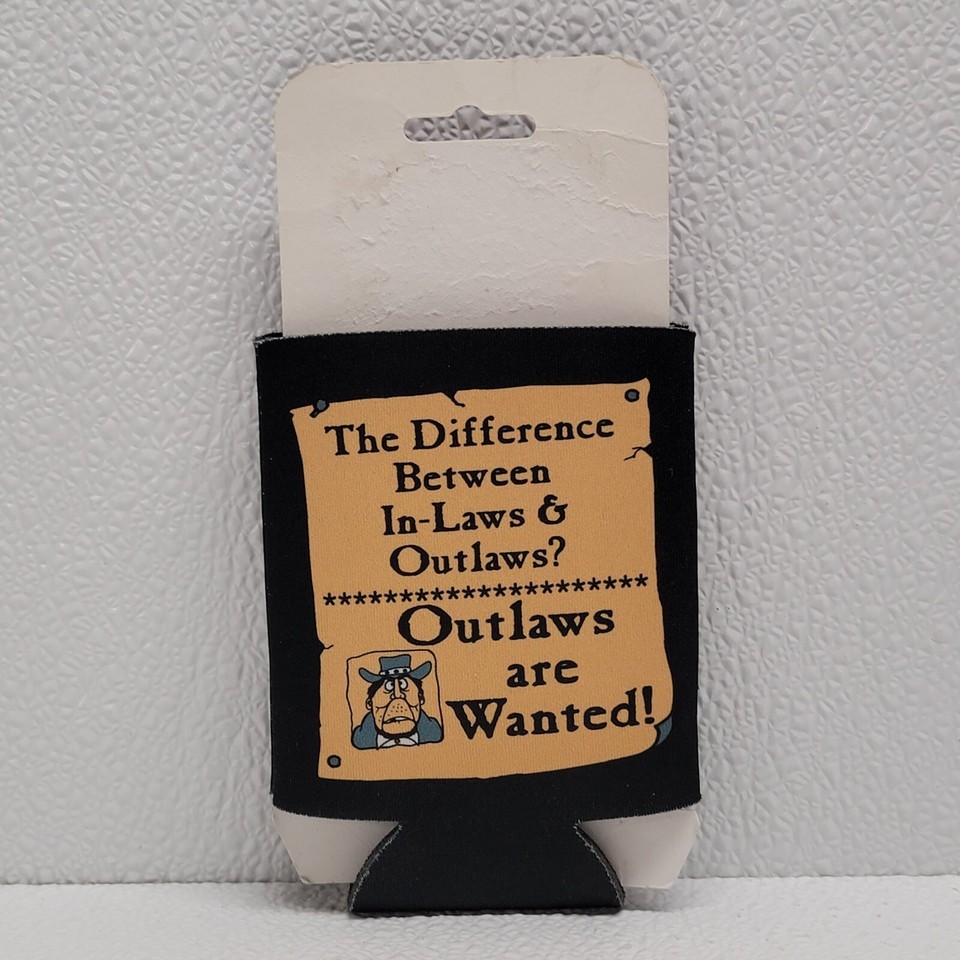 The Difference
Between
In-Laws &
Outlaws?
**********************
Outlaws
are
Wanted!